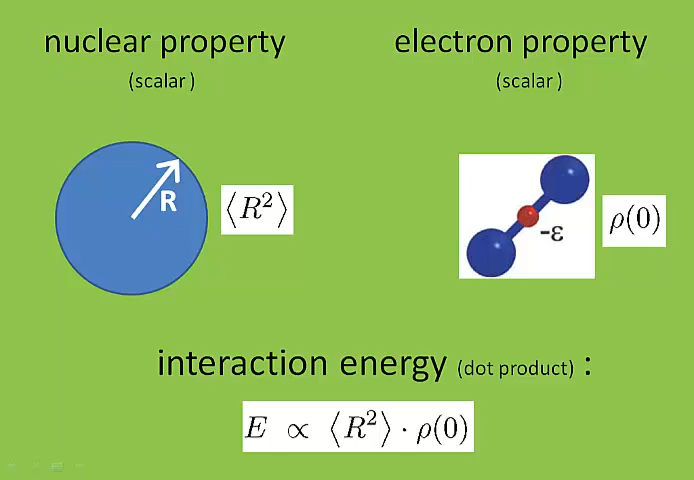 nuclear property
(scalar )
electron property
(scalar )
R
⟨R²⟩
-ε
ρ(0)
interaction energy (dot product) :
E ∝ ⟨R²⟩ · ρ(0)